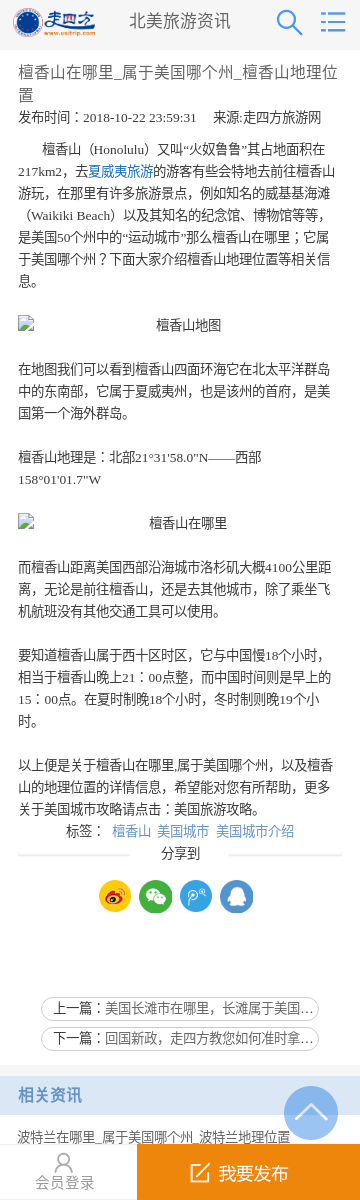 走四方
www.usitrip.com
北美旅游资讯
檀香山在哪里_属于美国哪个州_檀香山地理位
置
发布时间：2018-10-22 23:59:31 来源:走四方旅游网
檀香山（Honolulu）又叫“火奴鲁鲁”其占地面积在
217km2，去夏威夷旅游的游客有些会特地去前往檀香山
游玩，在那里有许多旅游景点，例如知名的威基基海滩
（Waikiki Beach）以及其知名的纪念馆、博物馆等等，
是美国50个州中的“运动城市”那么檀香山在哪里；它属
于美国哪个州？下面大家介绍檀香山地理位置等相关信
息。
檀香山地图
在地图我们可以看到檀香山四面环海它在北太平洋群岛
中的东南部，它属于夏威夷州，也是该州的首府，是美
国第一个海外群岛。
檀香山地理是：北部21°31'58.0"N——西部
158°01'01.7"W
檀香山在哪里
而檀香山距离美国西部沿海城市洛杉矶大概4100公里距
离，无论是前往檀香山，还是去其他城市，除了乘坐飞
机航班没有其他交通工具可以使用。
要知道檀香山属于西十区时区，它与中国慢18个小时，
相当于檀香山晚上21：00点整，而中国时间则是早上的
15：00点。在夏时制晚18个小时，冬时制则晚19个小
时。
以上便是关于檀香山在哪里,属于美国哪个州，以及檀香
山的地理位置的详情信息，希望能对您有所帮助，更多
关于美国城市攻略请点击：美国旅游攻略。
标签： 檀香山 美国城市 美国城市介绍
分享到
上一篇：美国长滩市在哪里，长滩属于美国…
下一篇：回国新政，走四方教您如何准时拿…
相关资讯
波特兰在哪里_属于美国哪个州_波特兰地理位置
会员登录
我要发布